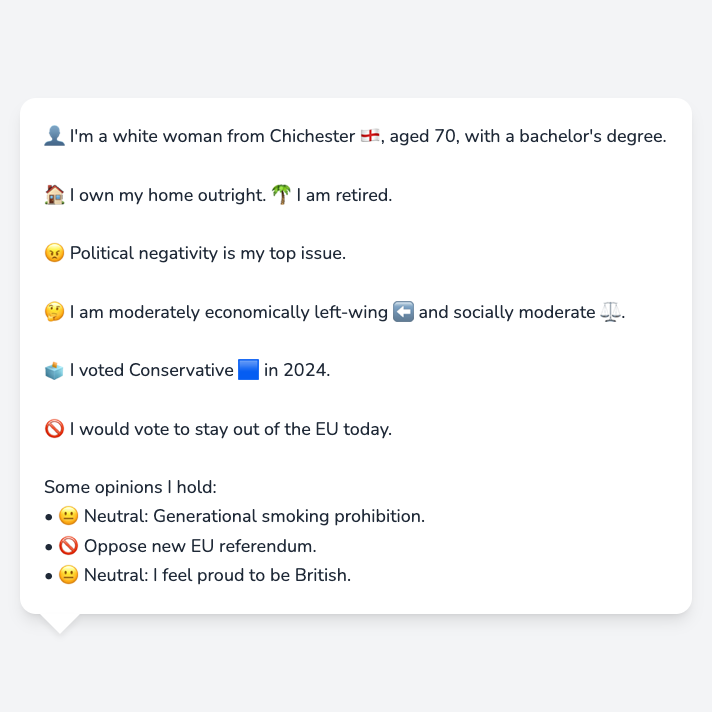 👤 I'm a white woman from Chichester 🏴󠁧󠁢󠁥󠁮󠁧󠁿, aged 70, with a bachelor's degree.
🏠 I own my home outright. 🌴 I am retired.
😠 Political negativity is my top issue.
🤔 I am moderately economically left-wing ⬅️ and socially moderate ⚖️.
🗳️ I voted Conservative 🟦 in 2024.
🚫 I would vote to stay out of the EU today.
Some opinions I hold:
• 😐 Neutral: Generational smoking prohibition.
• 🚫 Oppose new EU referendum.
• 😐 Neutral: I feel proud to be British.